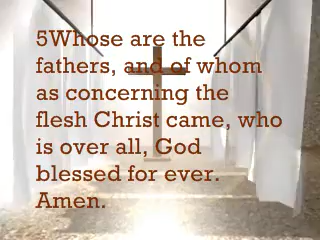 5Whose are the
fathers, and of whom
as concerning the
flesh Christ came, who
is over all, God
blessed for ever.
Amen.